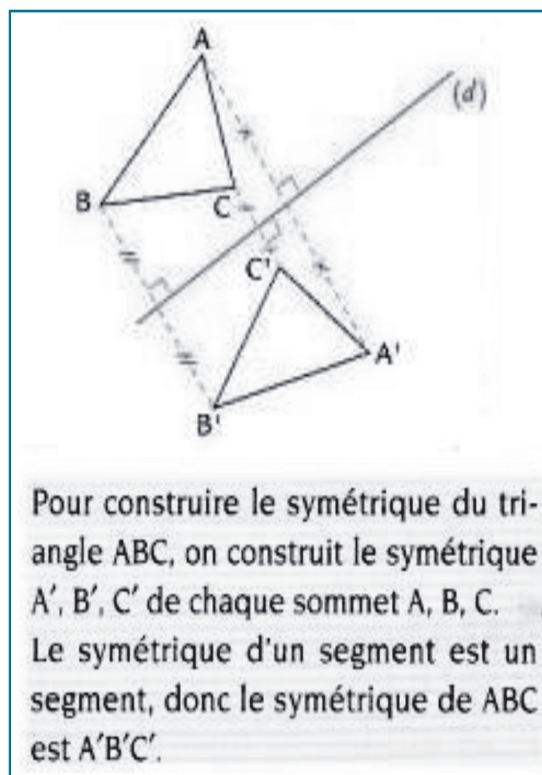 A
(d)
B
C
C'
A'
B'
Pour construire le symétrique du tri-
angle ABC, on construit le symétrique
A′, B′, C′ de chaque sommet A, B, C.
Le symétrique d'un segment est un
segment, donc le symétrique de ABC
est A′B′C′.